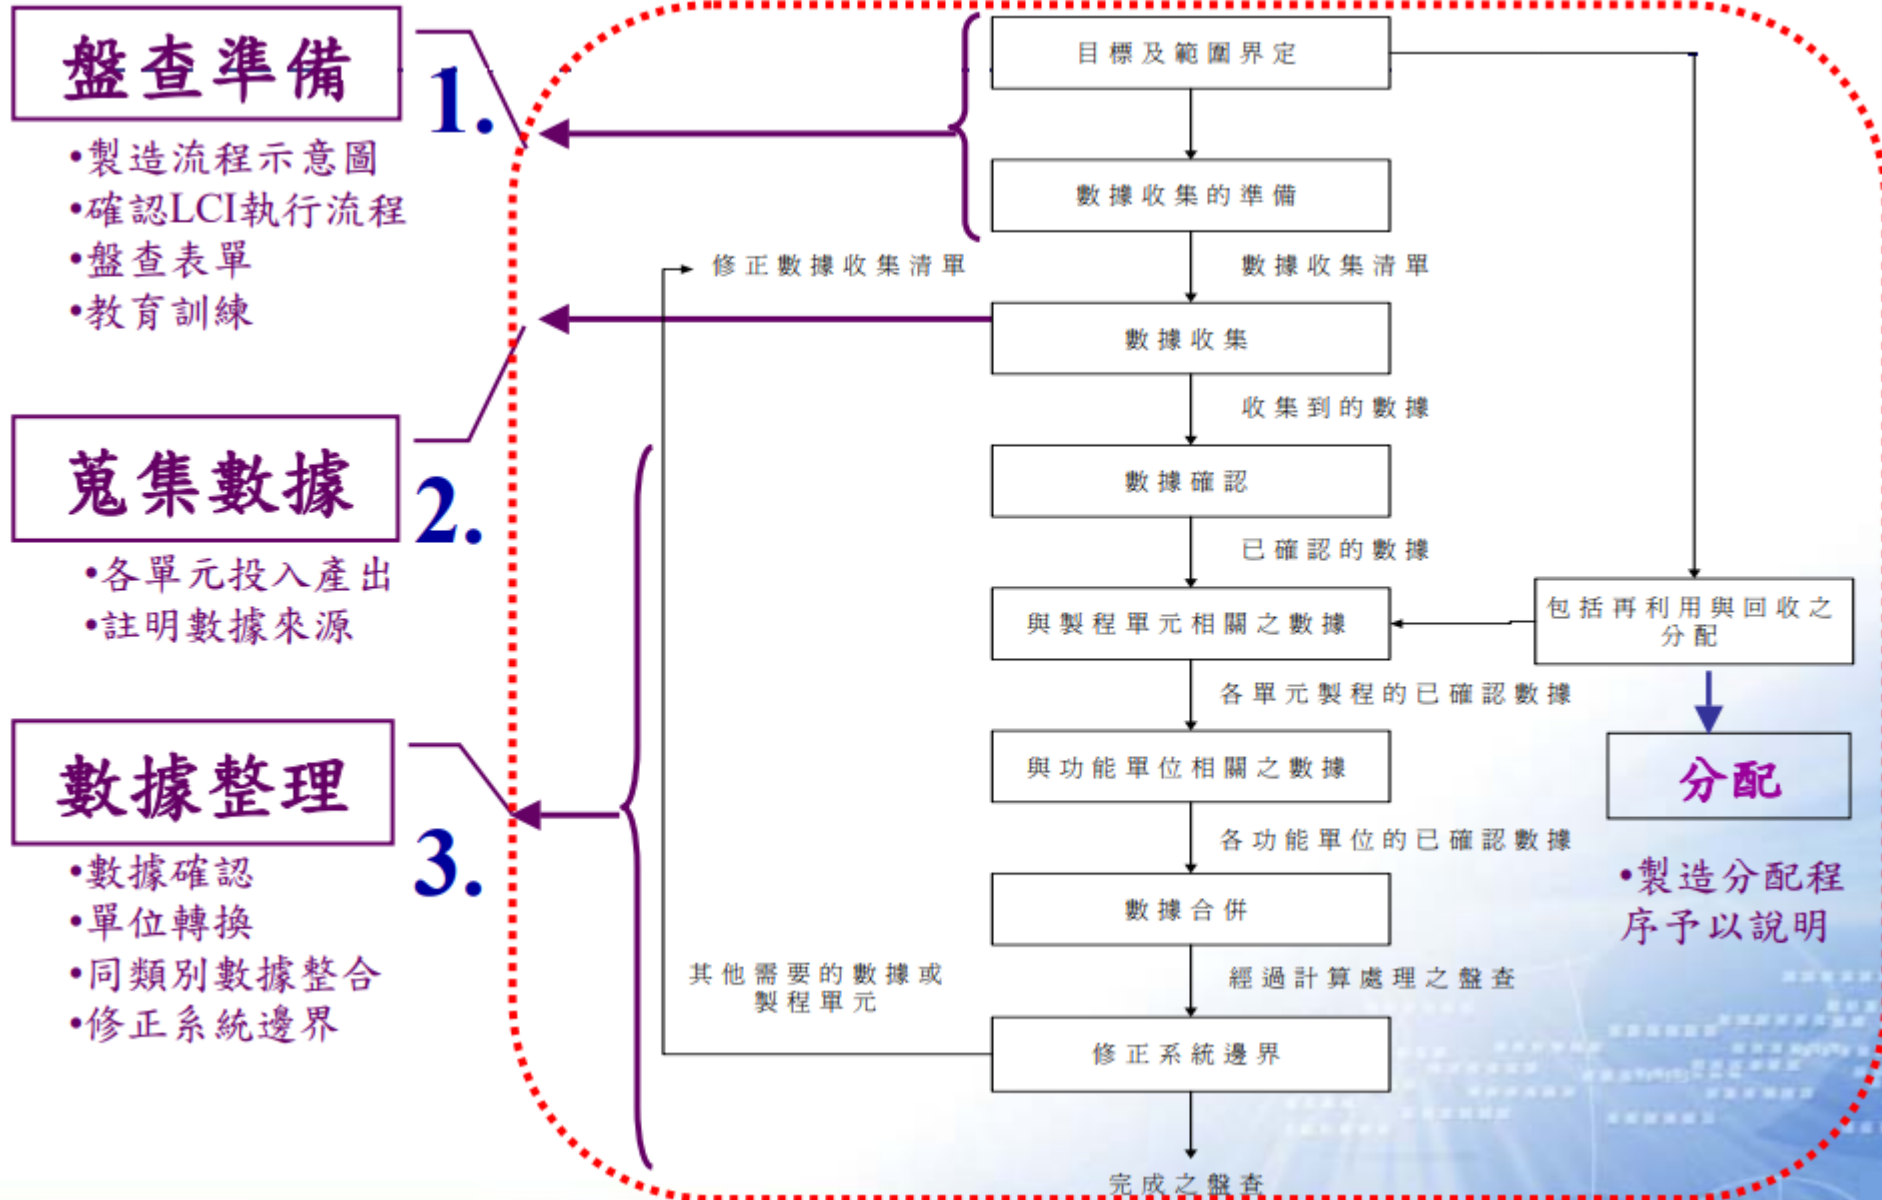 盤查準備
1.
•製造流程示意圖
•確認LCI執行流程
•盤查表單
•教育訓練
蒐集數據
2.
•各單元投入產出
•註明數據來源
數據整理
3.
•數據確認
•單位轉換
•同類別數據整合
•修正系統邊界
目標及範圍界定
數據收集的準備
修正數據收集清單
數據收集清單
數據收集
收集到的數據
數據確認
已確認的數據
與製程單元相關之數據
包括再利用與回收之
分配
各單元製程的已確認數據
與功能單位相關之數據
各功能單位的已確認數據
數據合併
其他需要的數據或
製程單元
經過計算處理之盤查
修正系統邊界
完成之盤查
分配
•製造分配程
序予以說明